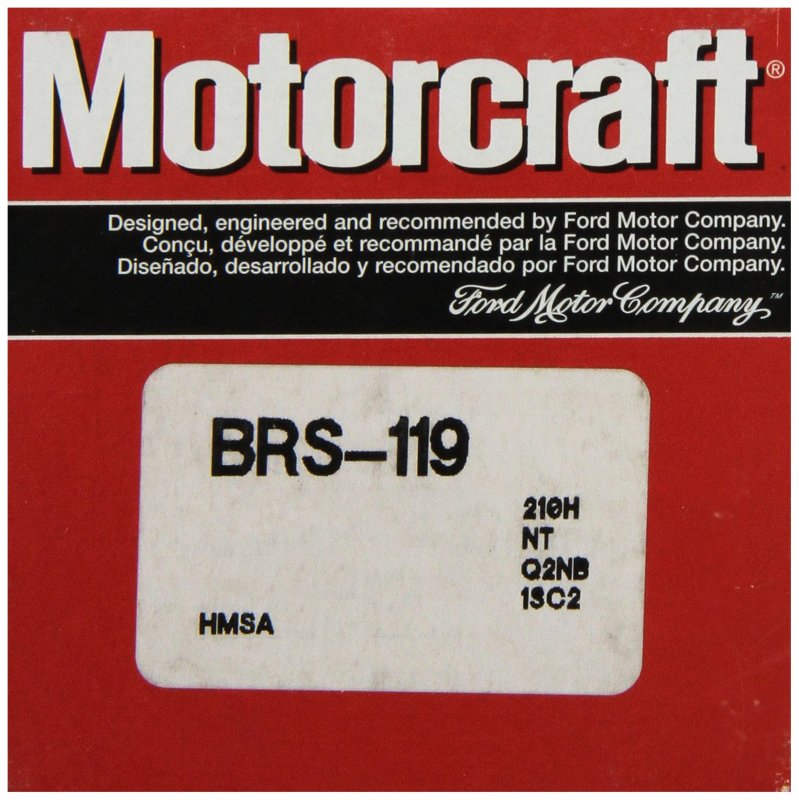 Motorcraft®
Designed, engineered and recommended by Ford Motor Company.
Conçu, développé et recommandé par la Ford Motor Company.
Diseñado, desarrollado y recomendado por Ford Motor Company.
Ford Motor Company™
BRS-119
210H
NT
Q2NB
13C2
HMSA